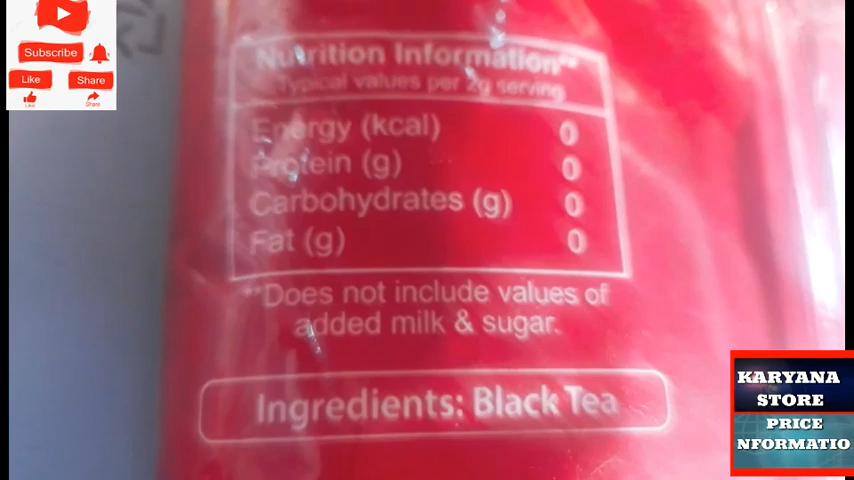 Subscribe
Like
Share
Like
Share
Nutrition Information**
Typical values per 2g serving
Energy (kcal) 0
Protein (g) 0
Carbohydrates (g) 0
Fat (g) 0
**Does not include values of
added milk & sugar.
Ingredients: Black Tea
KARYANA
STORE
PRICE
NFORMATIO